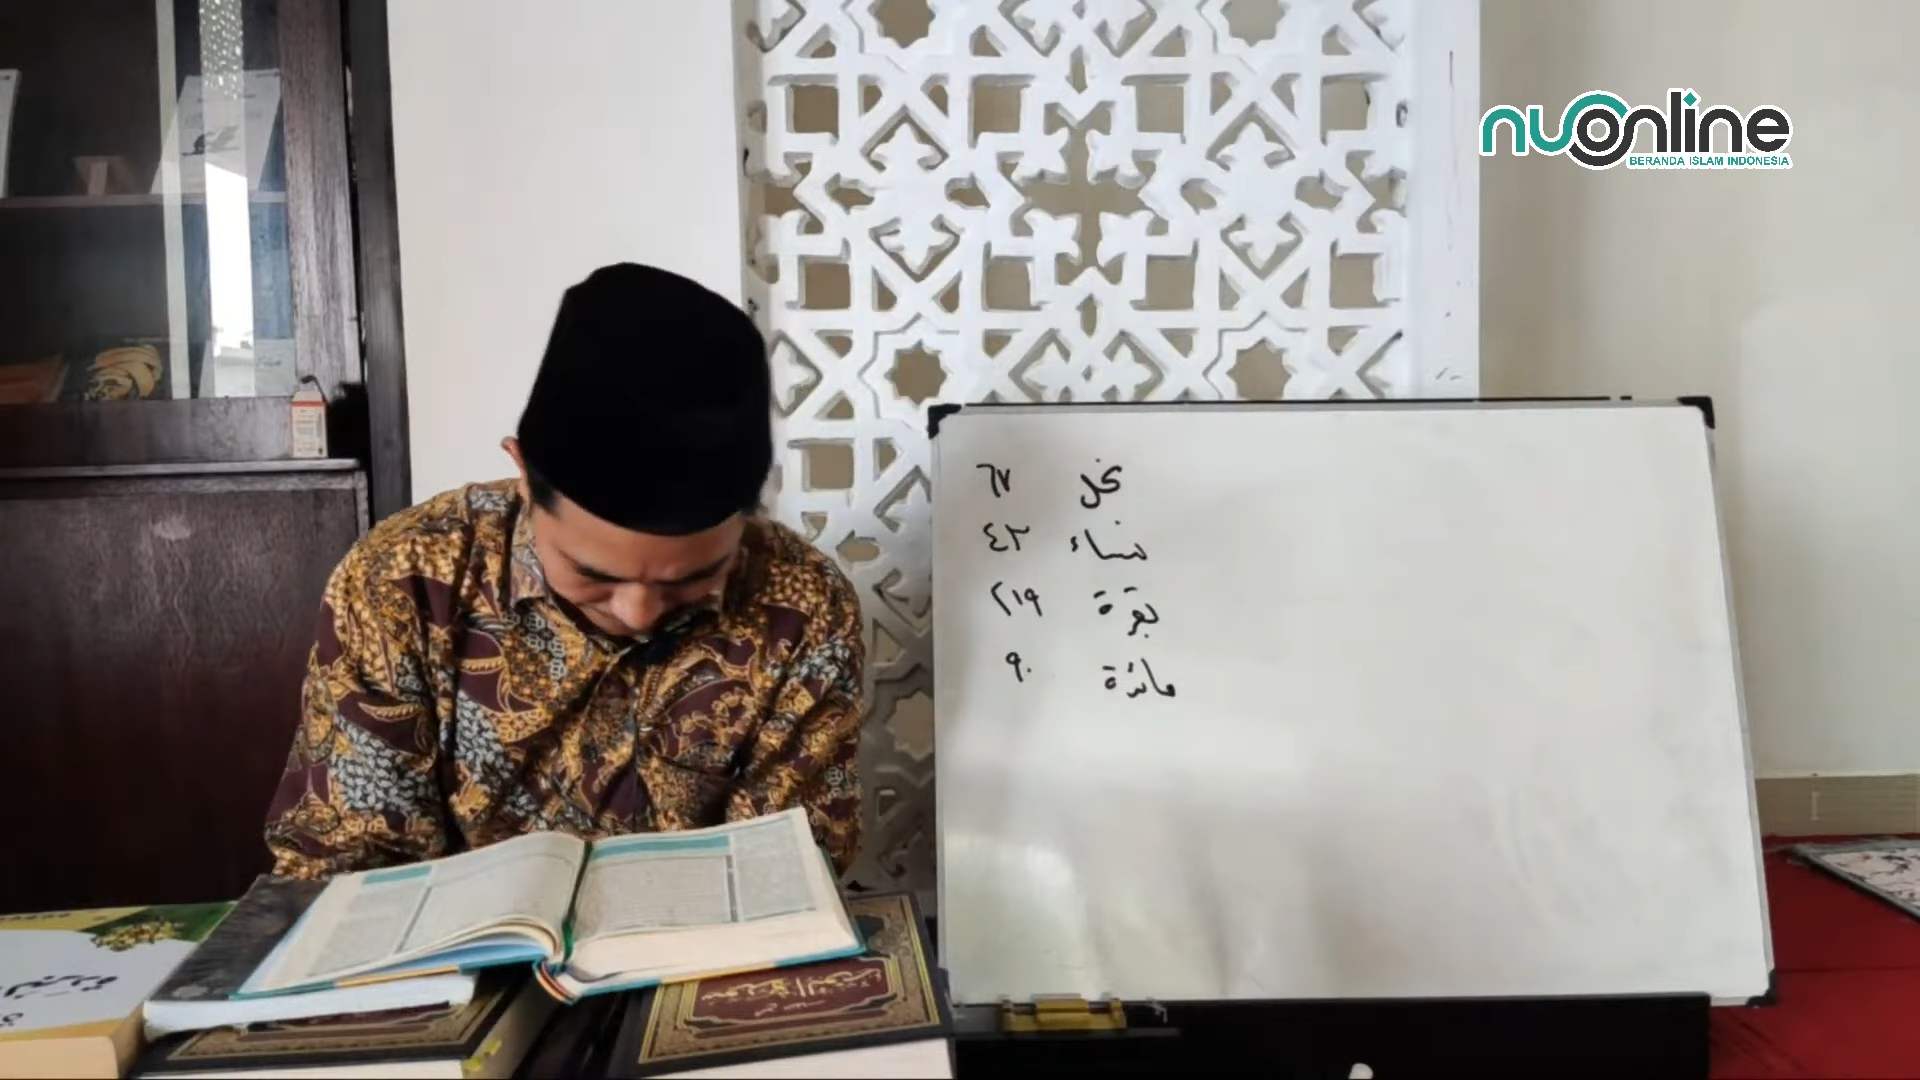 nuonline
BERANDA ISLAM INDONESIA
نحل ٦٧
نساء ٤٣
بقرة ٢١٩
مائدة ٩٠